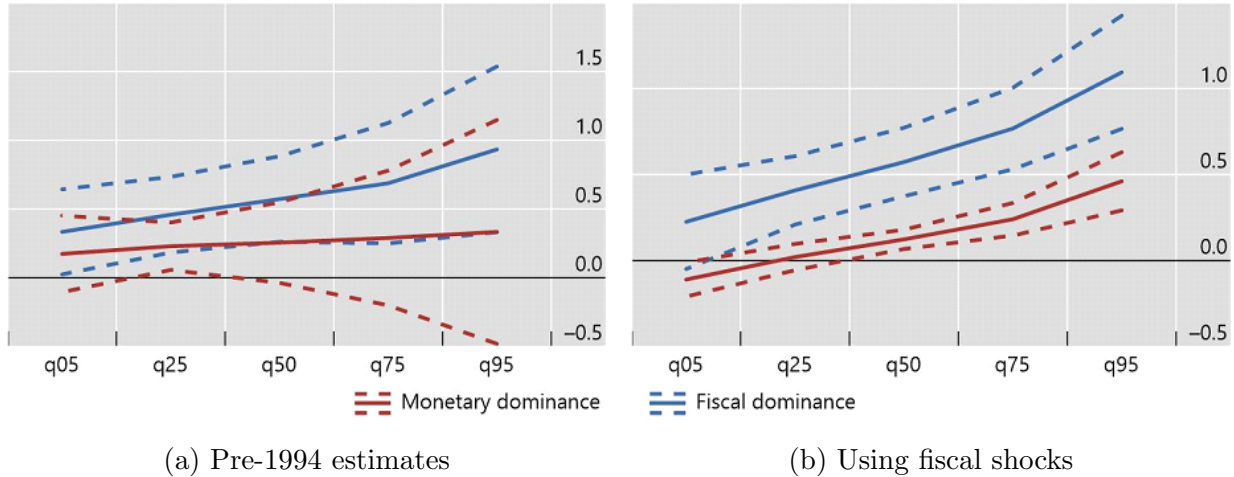 1.5
1.0
0.5
0.0
−0.5
q05 q25 q50 q75 q95
1.0
0.5
0.0
−0.5
q05 q25 q50 q75 q95
Monetary dominance Fiscal dominance
(a) Pre-1994 estimates
(b) Using fiscal shocks